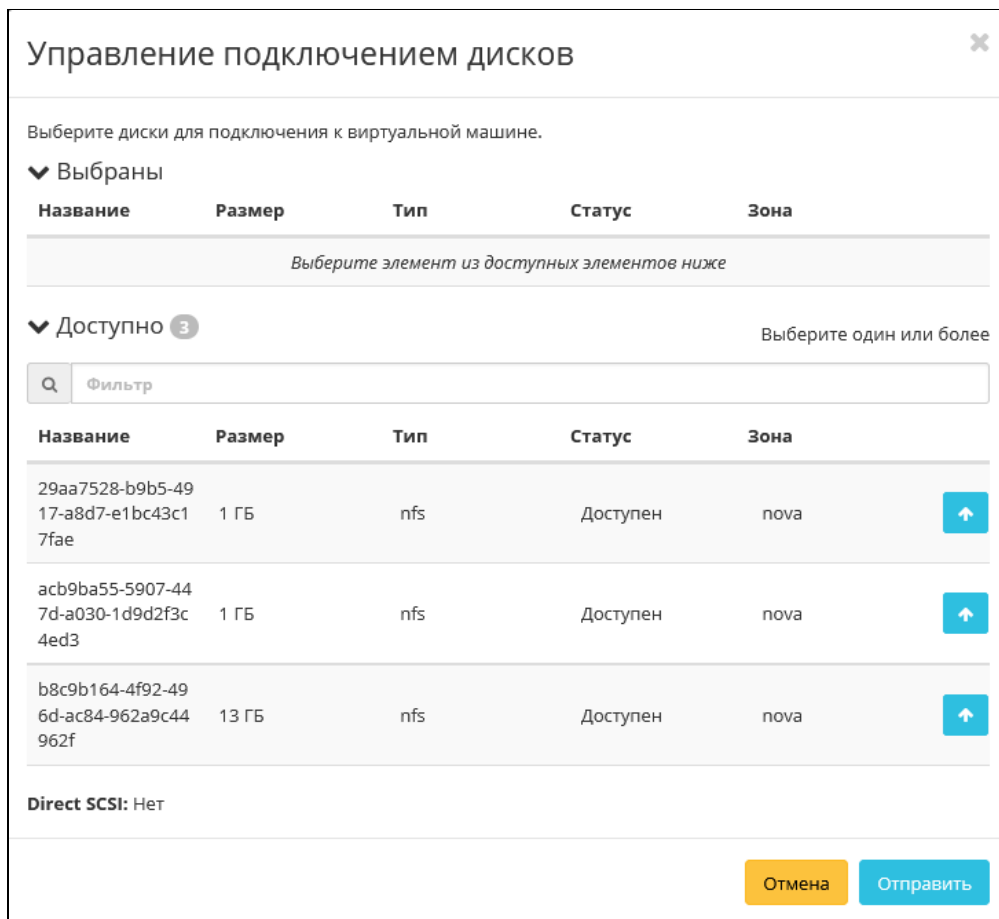 Управление подключением дисков
Выберите диски для подключения к виртуальной машине.
Выбраны
Название Размер Тип Статус Зона
Выберите элемент из доступных элементов ниже
Доступно 3
Выберите один или более
Фильтр
Название Размер Тип Статус Зона
29aa7528-b9b5-49
17-a8d7-e1bc43c1 1 ГБ nfs Доступен nova
7fae
acb9ba55-5907-44
7d-a030-1d9d2f3c 1 ГБ nfs Доступен nova
4ed3
b8c9b164-4f92-49
6d-ac84-962a9c44 13 ГБ nfs Доступен nova
962f
Direct SCSI: Нет
Отмена Отправить